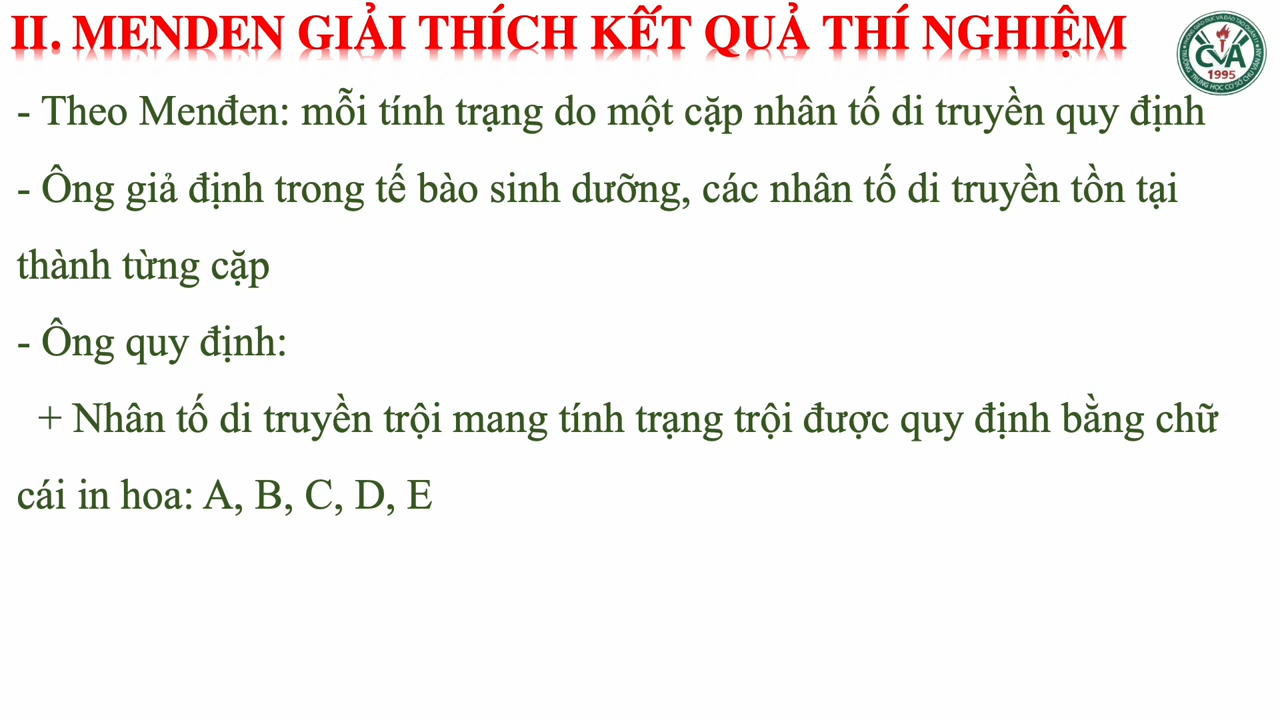 II. MENDEN GIẢI THÍCH KẾT QUẢ THÍ NGHIỆM
- Theo Menđen: mỗi tính trạng do một cặp nhân tố di truyền quy định
- Ông giả định trong tế bào sinh dưỡng, các nhân tố di truyền tồn tại
thành từng cặp
- Ông quy định:
+ Nhân tố di truyền trội mang tính trạng trội được quy định bằng chữ
cái in hoa: A, B, C, D, E
CVA
1995